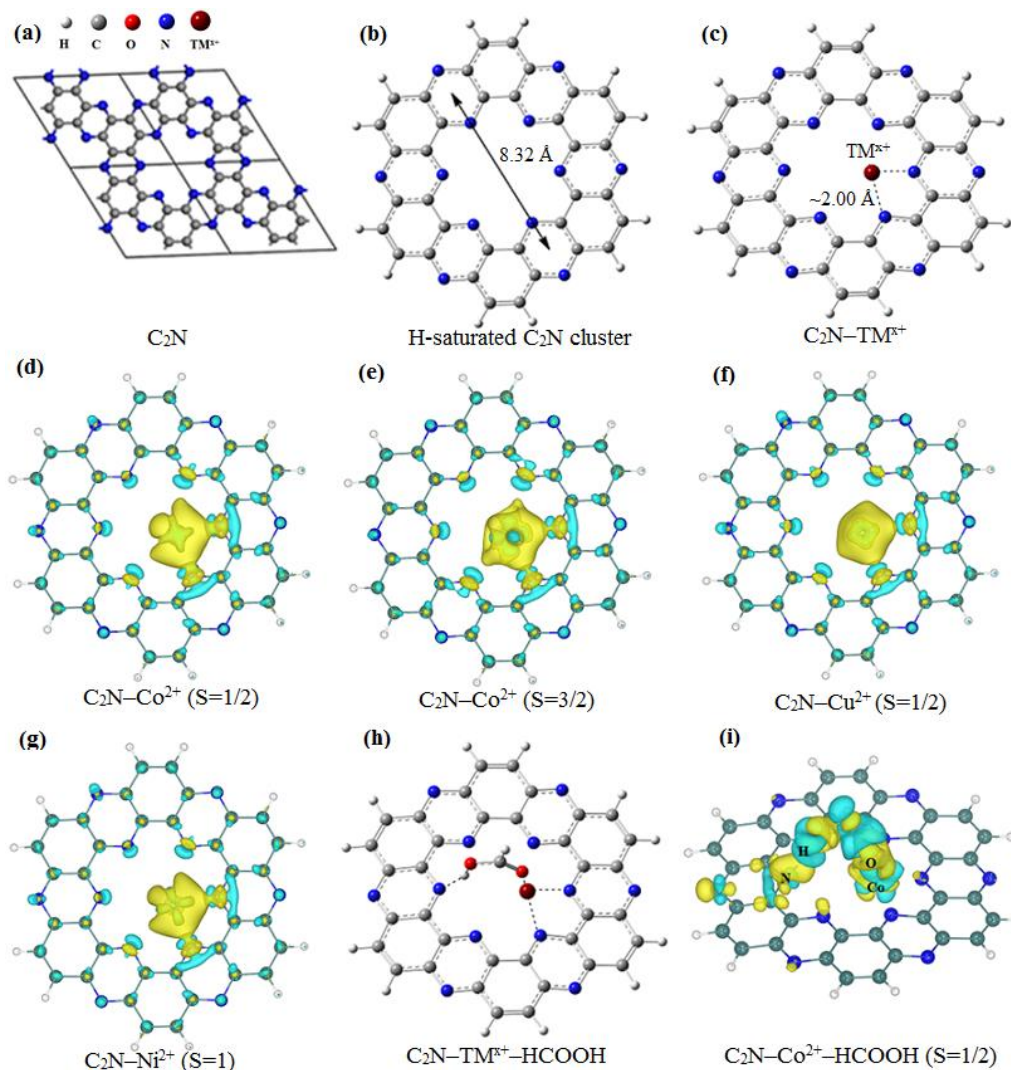 (a)
H C O N TMˣ⁺
C₂N
(b)
8.32 Å
H-saturated C₂N cluster
(c)
TMˣ⁺
~2.00 Å
C₂N–TMˣ⁺
(d)
C₂N–Co²⁺ (S=1/2)
(e)
C₂N–Co²⁺ (S=3/2)
(f)
C₂N–Cu²⁺ (S=1/2)
(g)
C₂N–Ni²⁺ (S=1)
(h)
C₂N–TMˣ⁺–HCOOH
(i)
H
O
N
Co
C₂N–Co²⁺–HCOOH (S=1/2)